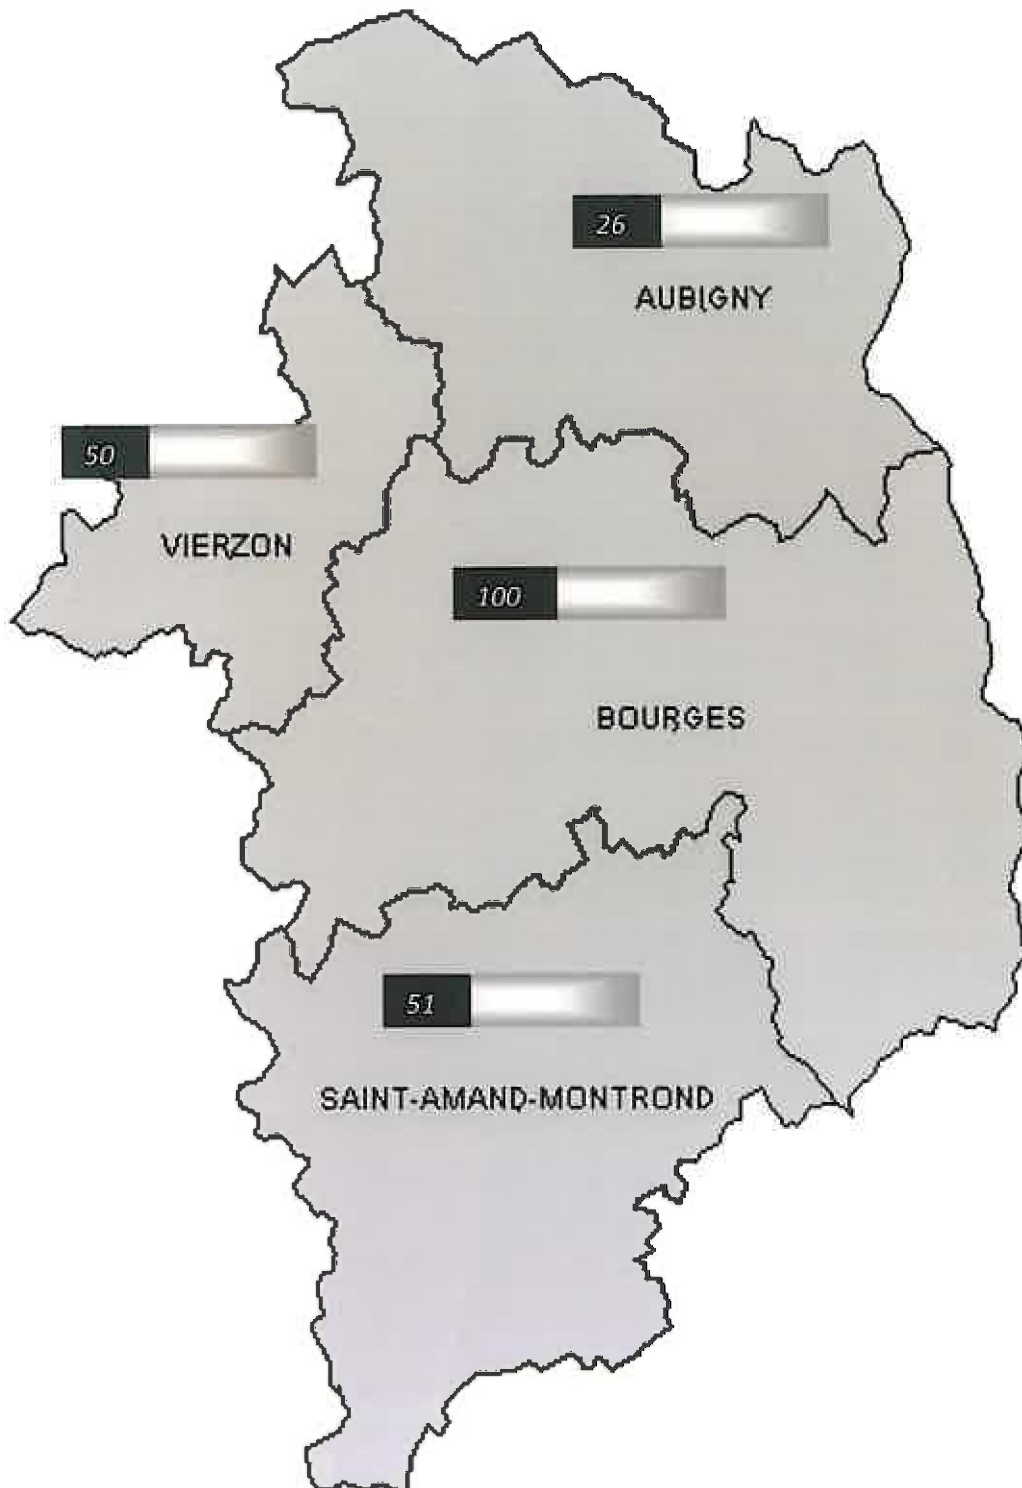 26
AUBIGNY
50
VIERZON
100
BOURGES
51
SAINT-AMAND-MONTROND